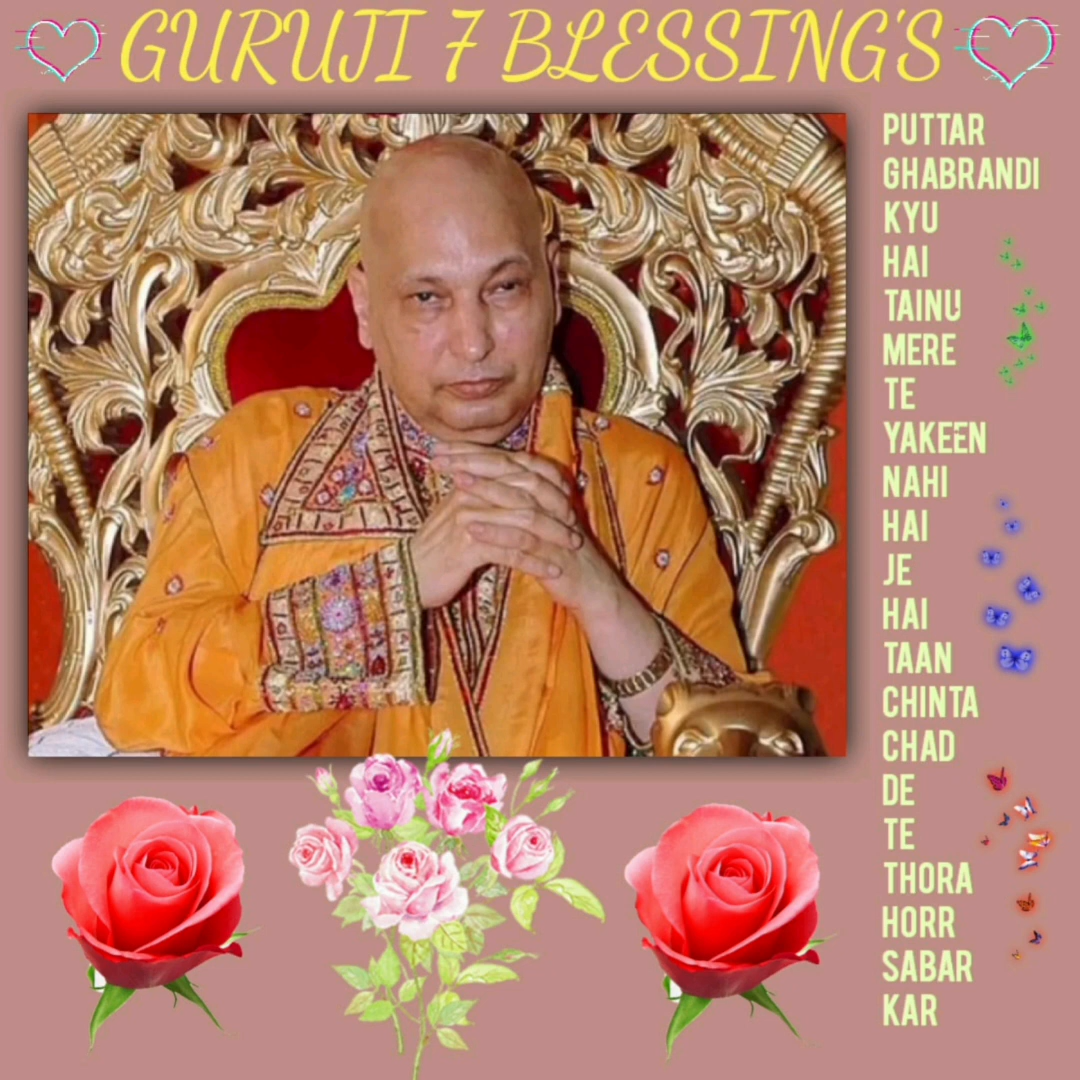 GURUJI 7 BLESSING'S
PUTTAR
GHABRANDI
KYU
HAI
TAINU
MERE
TE
YAKEEN
NAHI
HAI
JE
HAI
TAAN
CHINTA
CHAD
DE
TE
THORA
HORR
SABAR
KAR